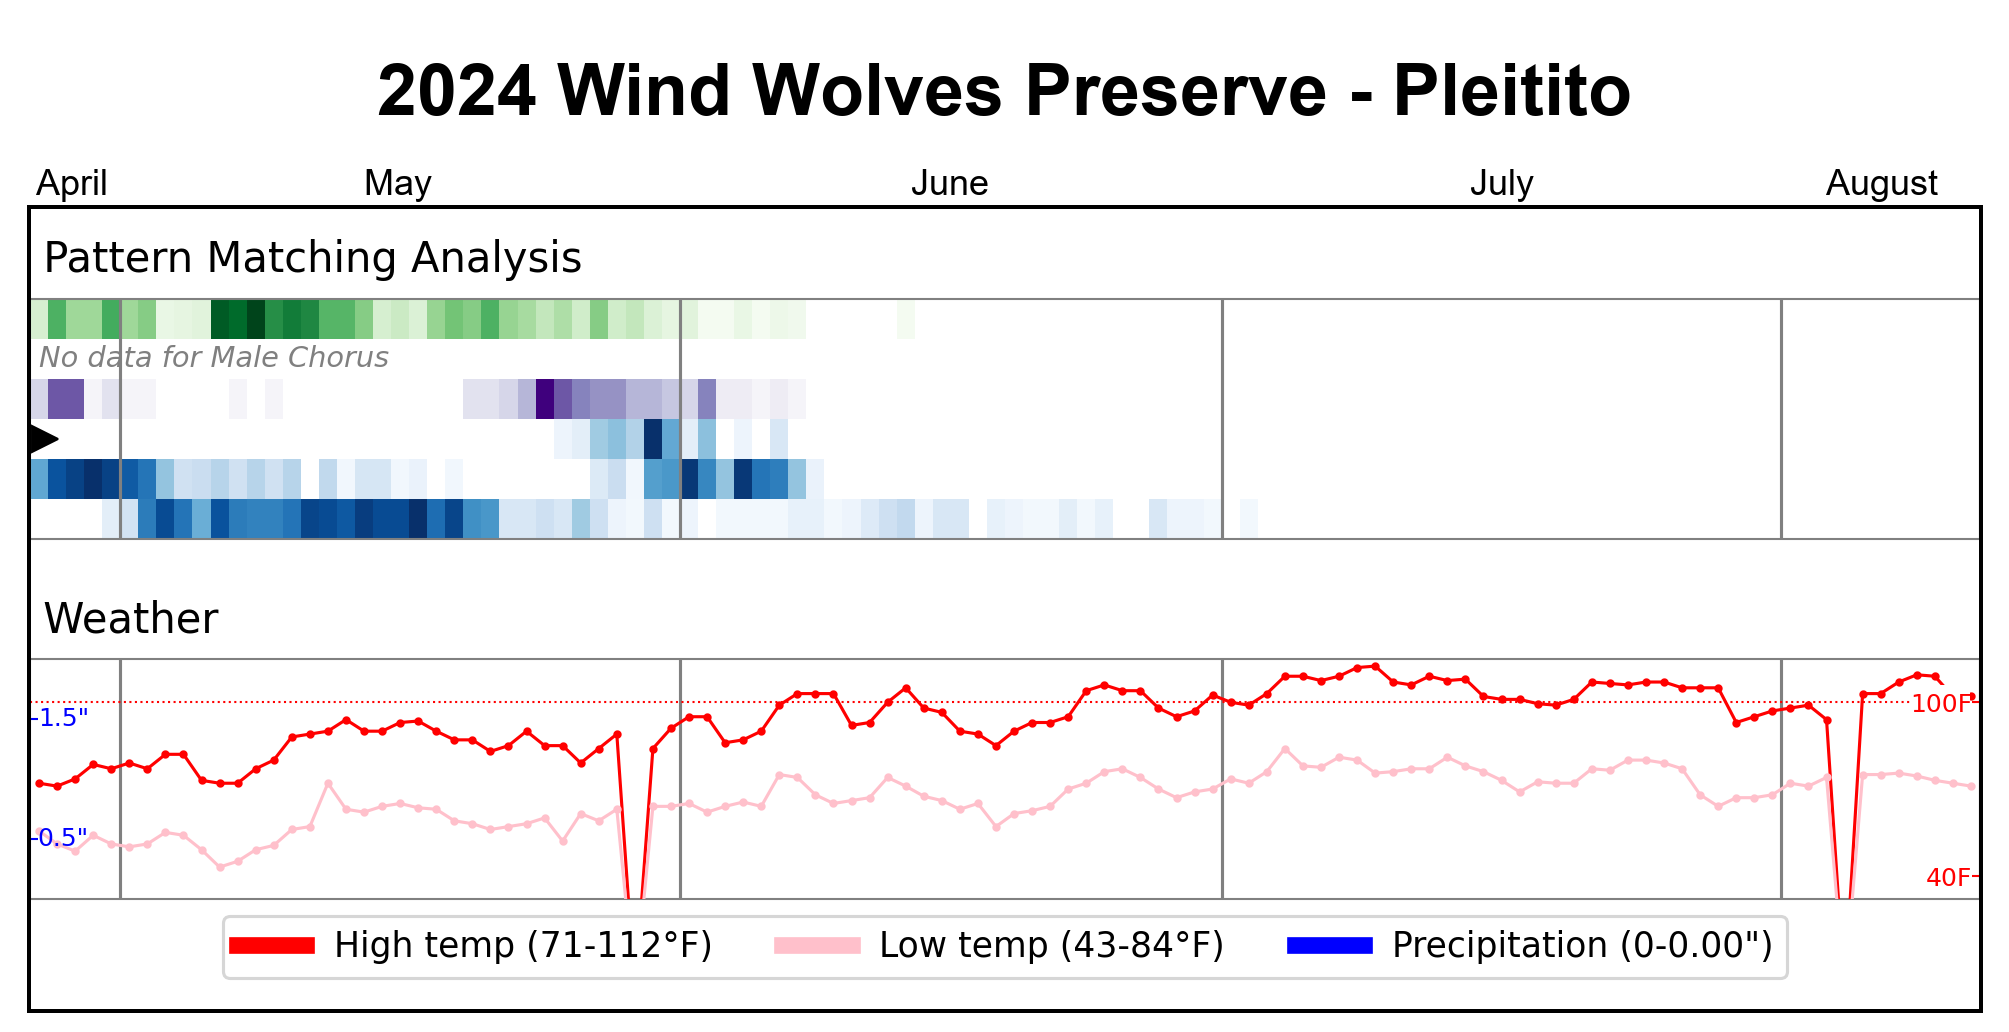 2024 Wind Wolves Preserve - Pleitito
April May June July August
Pattern Matching Analysis
No data for Male Chorus
Weather
1.5"
100F
0.5"
40F
High temp (71-112°F) Low temp (43-84°F) Precipitation (0-0.00")